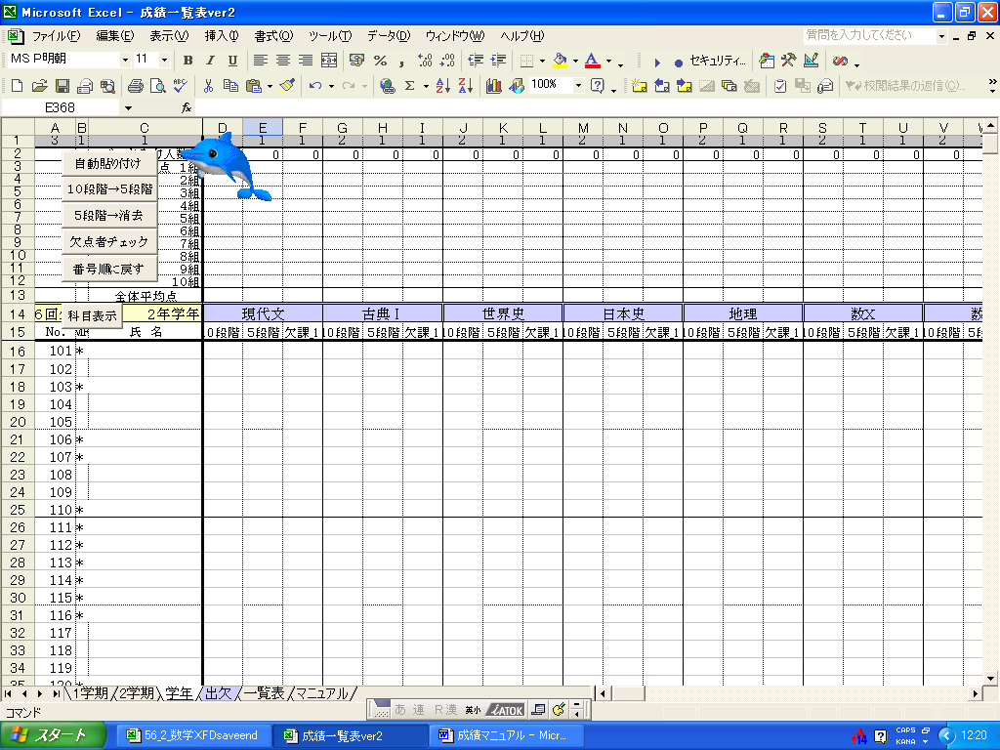 Microsoft Excel - 成績一覧表ver2
ファイル(F) 編集(E) 表示(V) 挿入(I) 書式(O) ツール(T) データ(D) ウィンドウ(W) ヘルプ(H) 質問を入力してください
MS P明朝 11 B I U セキュリティ...
100% 校閲結果の返信(C)...
E368 fx
A B C D E F G H I J K L M N O P Q R S T U V
1 3 1 1 2 1 1 2 1 1 2 1 1 2 1 1 2 1 1 2 1 1 2
2 人数 0 0 0 0 0 0 0 0 0 0 0 0 0 0 0 0 0 0
3 自動貼り付け 点 1組
4 2組
5 10段階→5段階 3組
6 4組
7 5段階→消去 5組
8 6組
9 欠点者チェック 7組
10 8組
11 番号順に戻す 9組
12 10組
13 全体平均点
14 6回 科目表示 2年学年 現代文 古典Ⅰ 世界史 日本史 地理 数X 数
15 No. 氏 名 10段階 5段階 欠課_1 10段階 5段階 欠課_1 10段階 5段階 欠課_1 10段階 5段階 欠課_1 10段階 5段階 欠課_1 10段階 5段階 欠課_1 10段階 5段
16 101 *
17 102
18 103 *
19 104
20 105
21 106 *
22 107 *
23 108
24 109
25 110 *
26 111 *
27 112 *
28 113 *
29 114 *
30 115 *
31 116 *
32 117
33 118
34 119
35 120 *
1学期 2学期 学年 出欠 一覧表 マニュアル
コマンド あ 連 R漢 英小 ATOK
スタート 56_2_数学XFDsaveend 成績一覧表ver2 成績マニュアル - Micr... 14 CAPS KANA 12:20